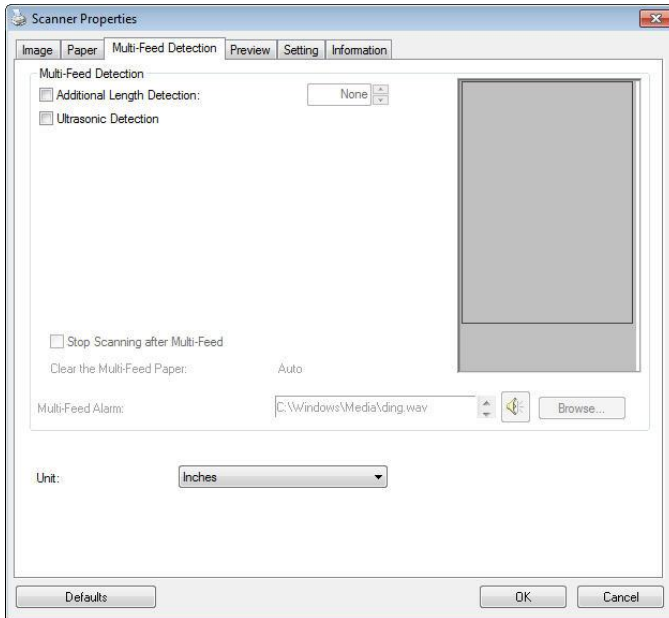 Scanner Properties
Image Paper Multi-Feed Detection Preview Setting Information
Multi-Feed Detection
Additional Length Detection: None
Ultrasonic Detection
Stop Scanning after Multi-Feed
Clear the Multi-Feed Paper: Auto
Multi-Feed Alarm: C:\Windows\Media\ding.wav Browse...
Unit: Inches
Defaults OK Cancel